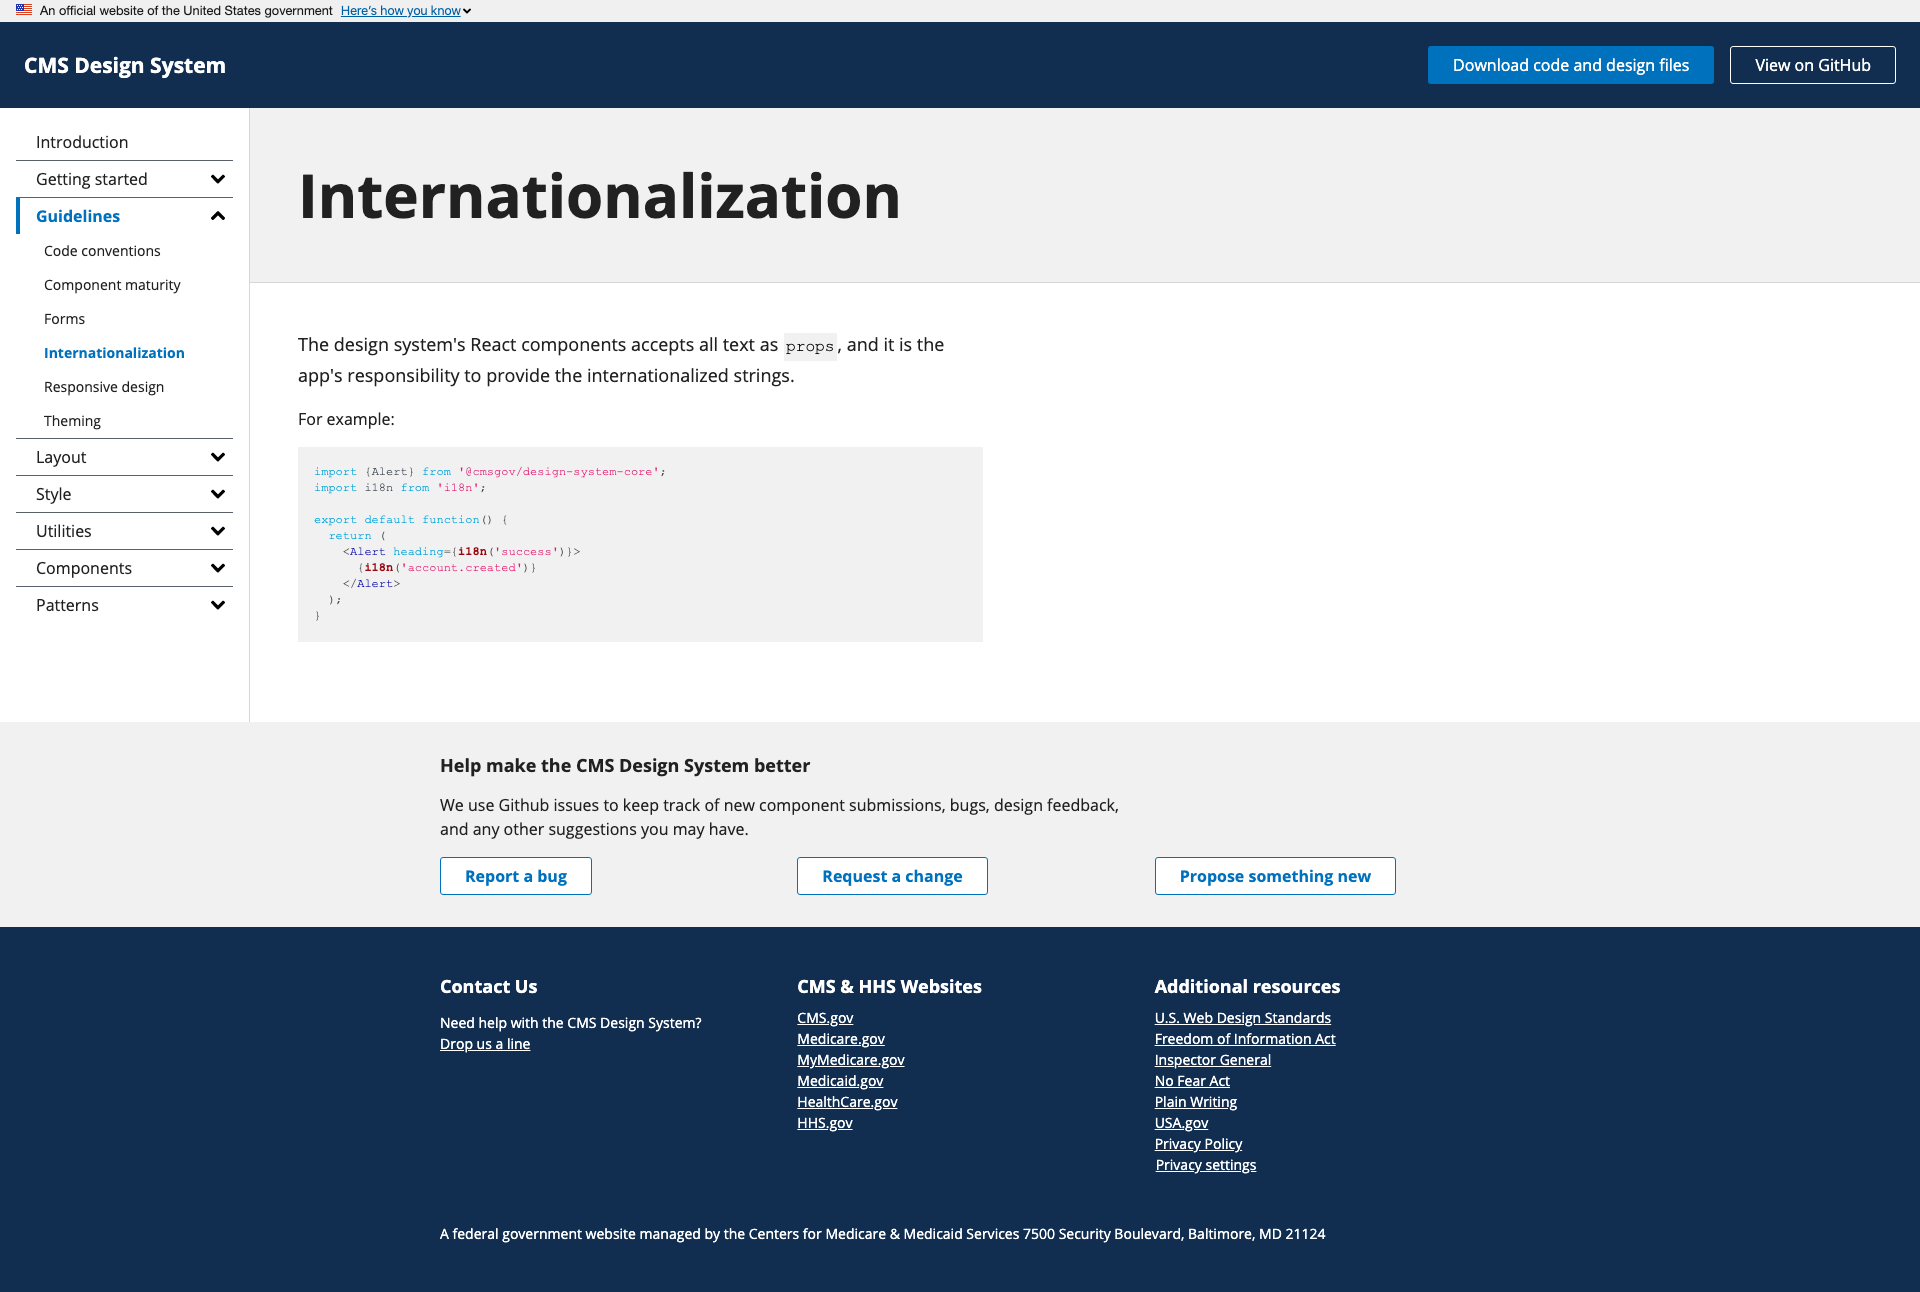 An official website of the United States government Here's how you know
CMS Design System
Download code and design files
View on GitHub
Introduction
Getting started
Guidelines
Code conventions
Component maturity
Forms
Internationalization
Responsive design
Theming
Layout
Style
Utilities
Components
Patterns
Internationalization
The design system's React components accepts all text as props, and it is the
app's responsibility to provide the internationalized strings.
For example:
import {Alert} from '@cmsgov/design-system-core';
import i18n from 'i18n';

export default function() {
  return (
    <Alert heading={i18n('success')}>
      {i18n('account.created')}
    </Alert>
  );
}
Help make the CMS Design System better
We use Github issues to keep track of new component submissions, bugs, design feedback,
and any other suggestions you may have.
Report a bug
Request a change
Propose something new
Contact Us
Need help with the CMS Design System?
Drop us a line
CMS & HHS Websites
CMS.gov
Medicare.gov
MyMedicare.gov
Medicaid.gov
HealthCare.gov
HHS.gov
Additional resources
U.S. Web Design Standards
Freedom of Information Act
Inspector General
No Fear Act
Plain Writing
USA.gov
Privacy Policy
Privacy settings
A federal government website managed by the Centers for Medicare & Medicaid Services 7500 Security Boulevard, Baltimore, MD 21124